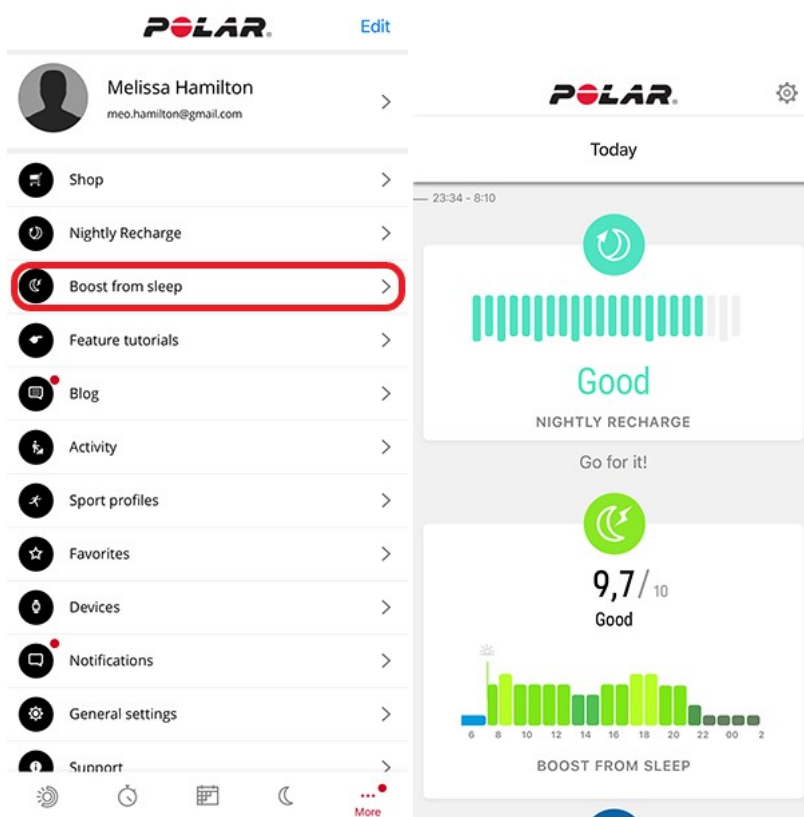 POLAR.
Edit
Melissa Hamilton
meo.hamilton@gmail.com
Shop
Nightly Recharge
Boost from sleep
Feature tutorials
Blog
Activity
Sport profiles
Favorites
Devices
Notifications
General settings
Support
More
POLAR.
Today
23:34 - 8:10
Good
NIGHTLY RECHARGE
Go for it!
9,7/ 10
Good
6 8 10 12 14 16 18 20 22 00 2
BOOST FROM SLEEP